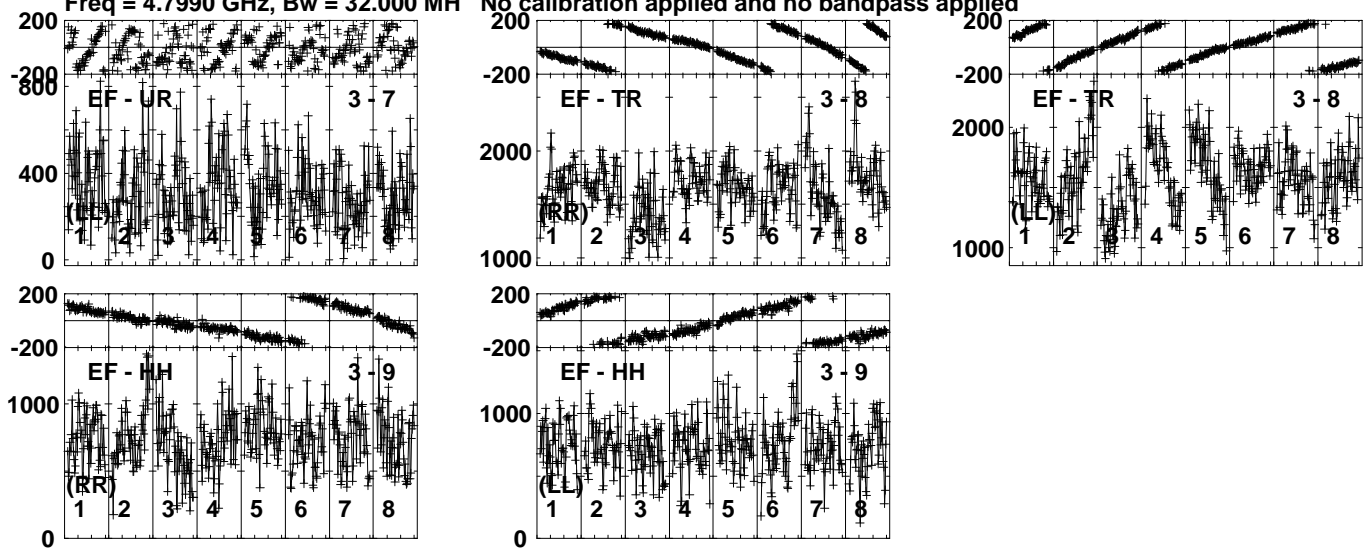 Freq = 4.7990 GHz, Bw = 32.000 MH No calibration applied and no bandpass applied
200
-200
800
400
0
EF - UR 3 - 7
(LL)
1 2 3 4 5 6 7 8
200
-200
2000
1000
EF - TR 3 - 8
(RR)
1 2 3 4 5 6 7 8
200
-200
2000
1000
EF - TR 3 - 8
(LL)
1 2 3 4 5 6 7 8
200
-200
1000
0
EF - HH 3 - 9
(RR)
1 2 3 4 5 6 7 8
200
-200
1000
0
EF - HH 3 - 9
(LL)
1 2 3 4 5 6 7 8